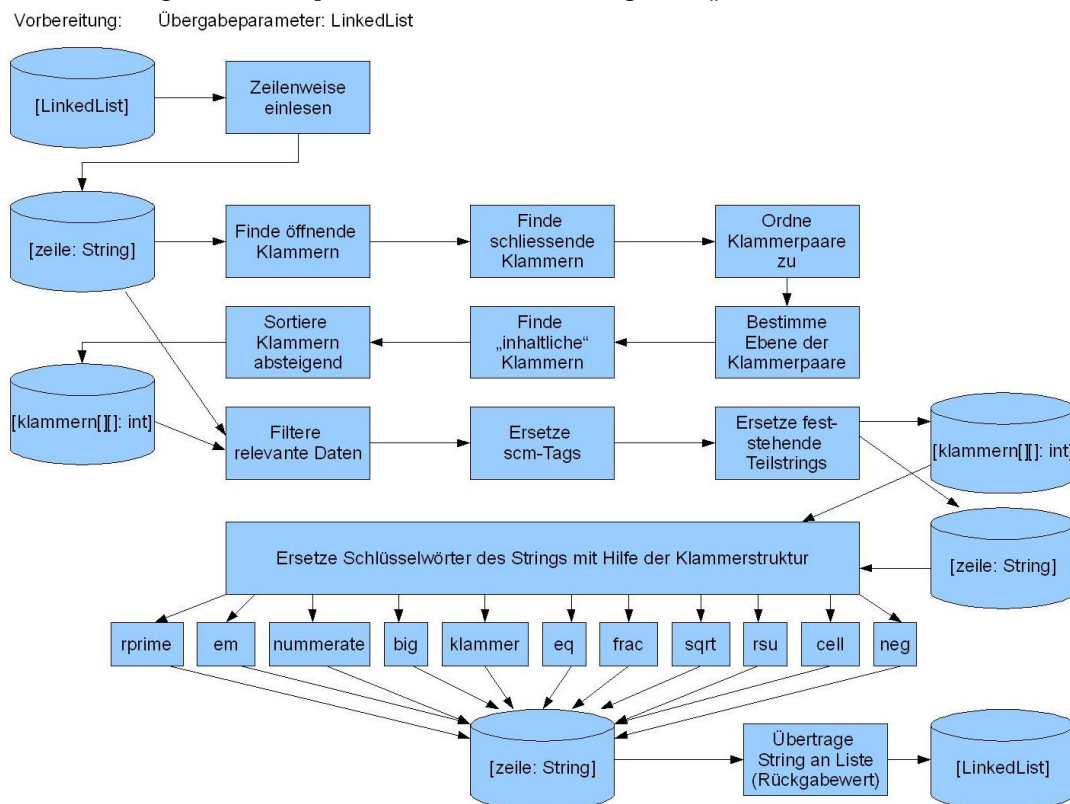 Vorbereitung: Übergabeparameter: LinkedList
[LinkedList]
Zeilenweise
einlesen
[zeile: String]
Finde öffnende
Klammern
Finde
schliessende
Klammern
Ordne
Klammerpaare
zu
Sortiere
Klammern
absteigend
Finde
„inhaltliche“
Klammern
Bestimme
Ebene der
Klammerpaare
[klammern[][]: int]
Filtere
relevante Daten
Ersetze
scm-Tags
Ersetze fest-
stehende
Teilstrings
[klammern[][]: int]
Ersetze Schlüsselwörter des Strings mit Hilfe der Klammerstruktur
[zeile: String]
rprime
em
nummerate
big
klammer
eq
frac
sqrt
rsu
cell
neg
[zeile: String]
Übertrage
String an Liste
(Rückgabewert)
[LinkedList]